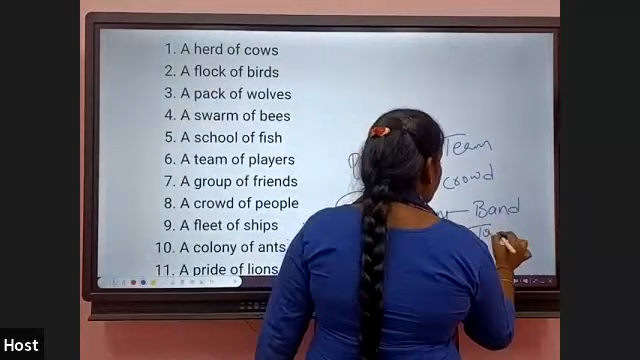 1. A herd of cows
2. A flock of birds
3. A pack of wolves
4. A swarm of bees
5. A school of fish
6. A team of players
7. A group of friends
8. A crowd of people
9. A fleet of ships
10. A colony of ants
11. A pride of lions
Team
crowd
Band
Host